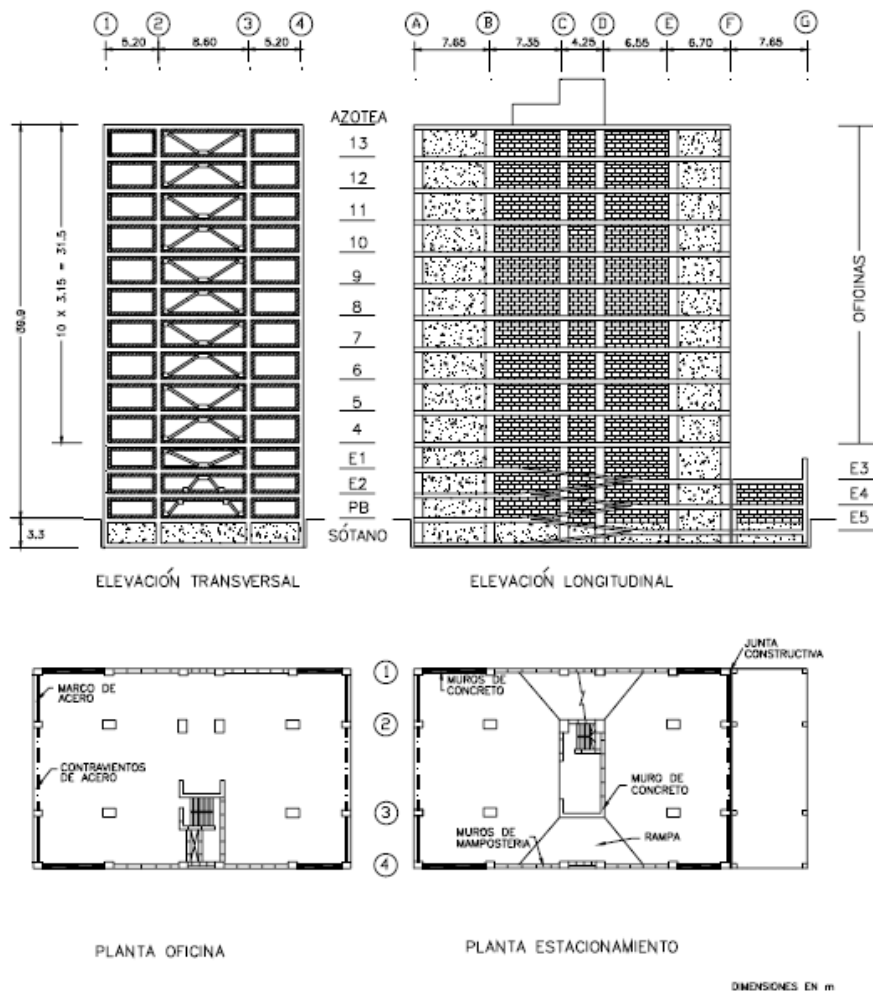 1 2 3 4
5.20 8.60 5.20
A B C D E F G
7.65 7.35 4.25 6.55 6.70 7.65
AZOTEA
13
12
11
10
9
8
7
6
5
4
E1
E2
PB
SÓTANO
39.9
10 X 3.15 = 31.5
3.3
OFICINAS
E3
E4
E5
ELEVACIÓN TRANSVERSAL
ELEVACIÓN LONGITUDINAL
MARCO DE
ACERO
CONTRAVIENTOS
DE ACERO
PLANTA OFICINA
1
2
3
4
JUNTA
CONSTRUCTIVA
MUROS DE
CONCRETO
MURO DE
CONCRETO
MUROS DE
MAMPOSTERIA
RAMPA
PLANTA ESTACIONAMIENTO
DIMENSIONES EN m